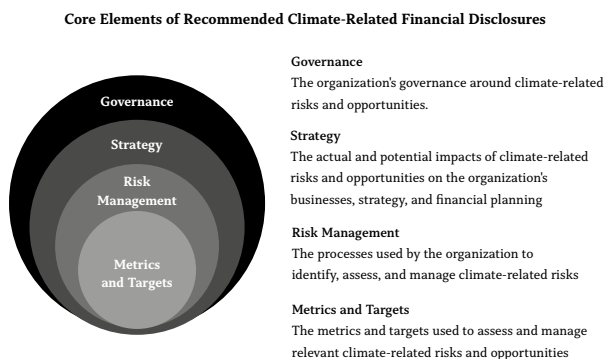 Core Elements of Recommended Climate-Related Financial Disclosures
Governance
Strategy
Risk
Management
Metrics
and Targets
Governance
The organization's governance around climate-related
risks and opportunities.
Strategy
The actual and potential impacts of climate-related
risks and opportunities on the organization's
businesses, strategy, and financial planning
Risk Management
The processes used by the organization to
identify, assess, and manage climate-related risks
Metrics and Targets
The metrics and targets used to assess and manage
relevant climate-related risks and opportunities